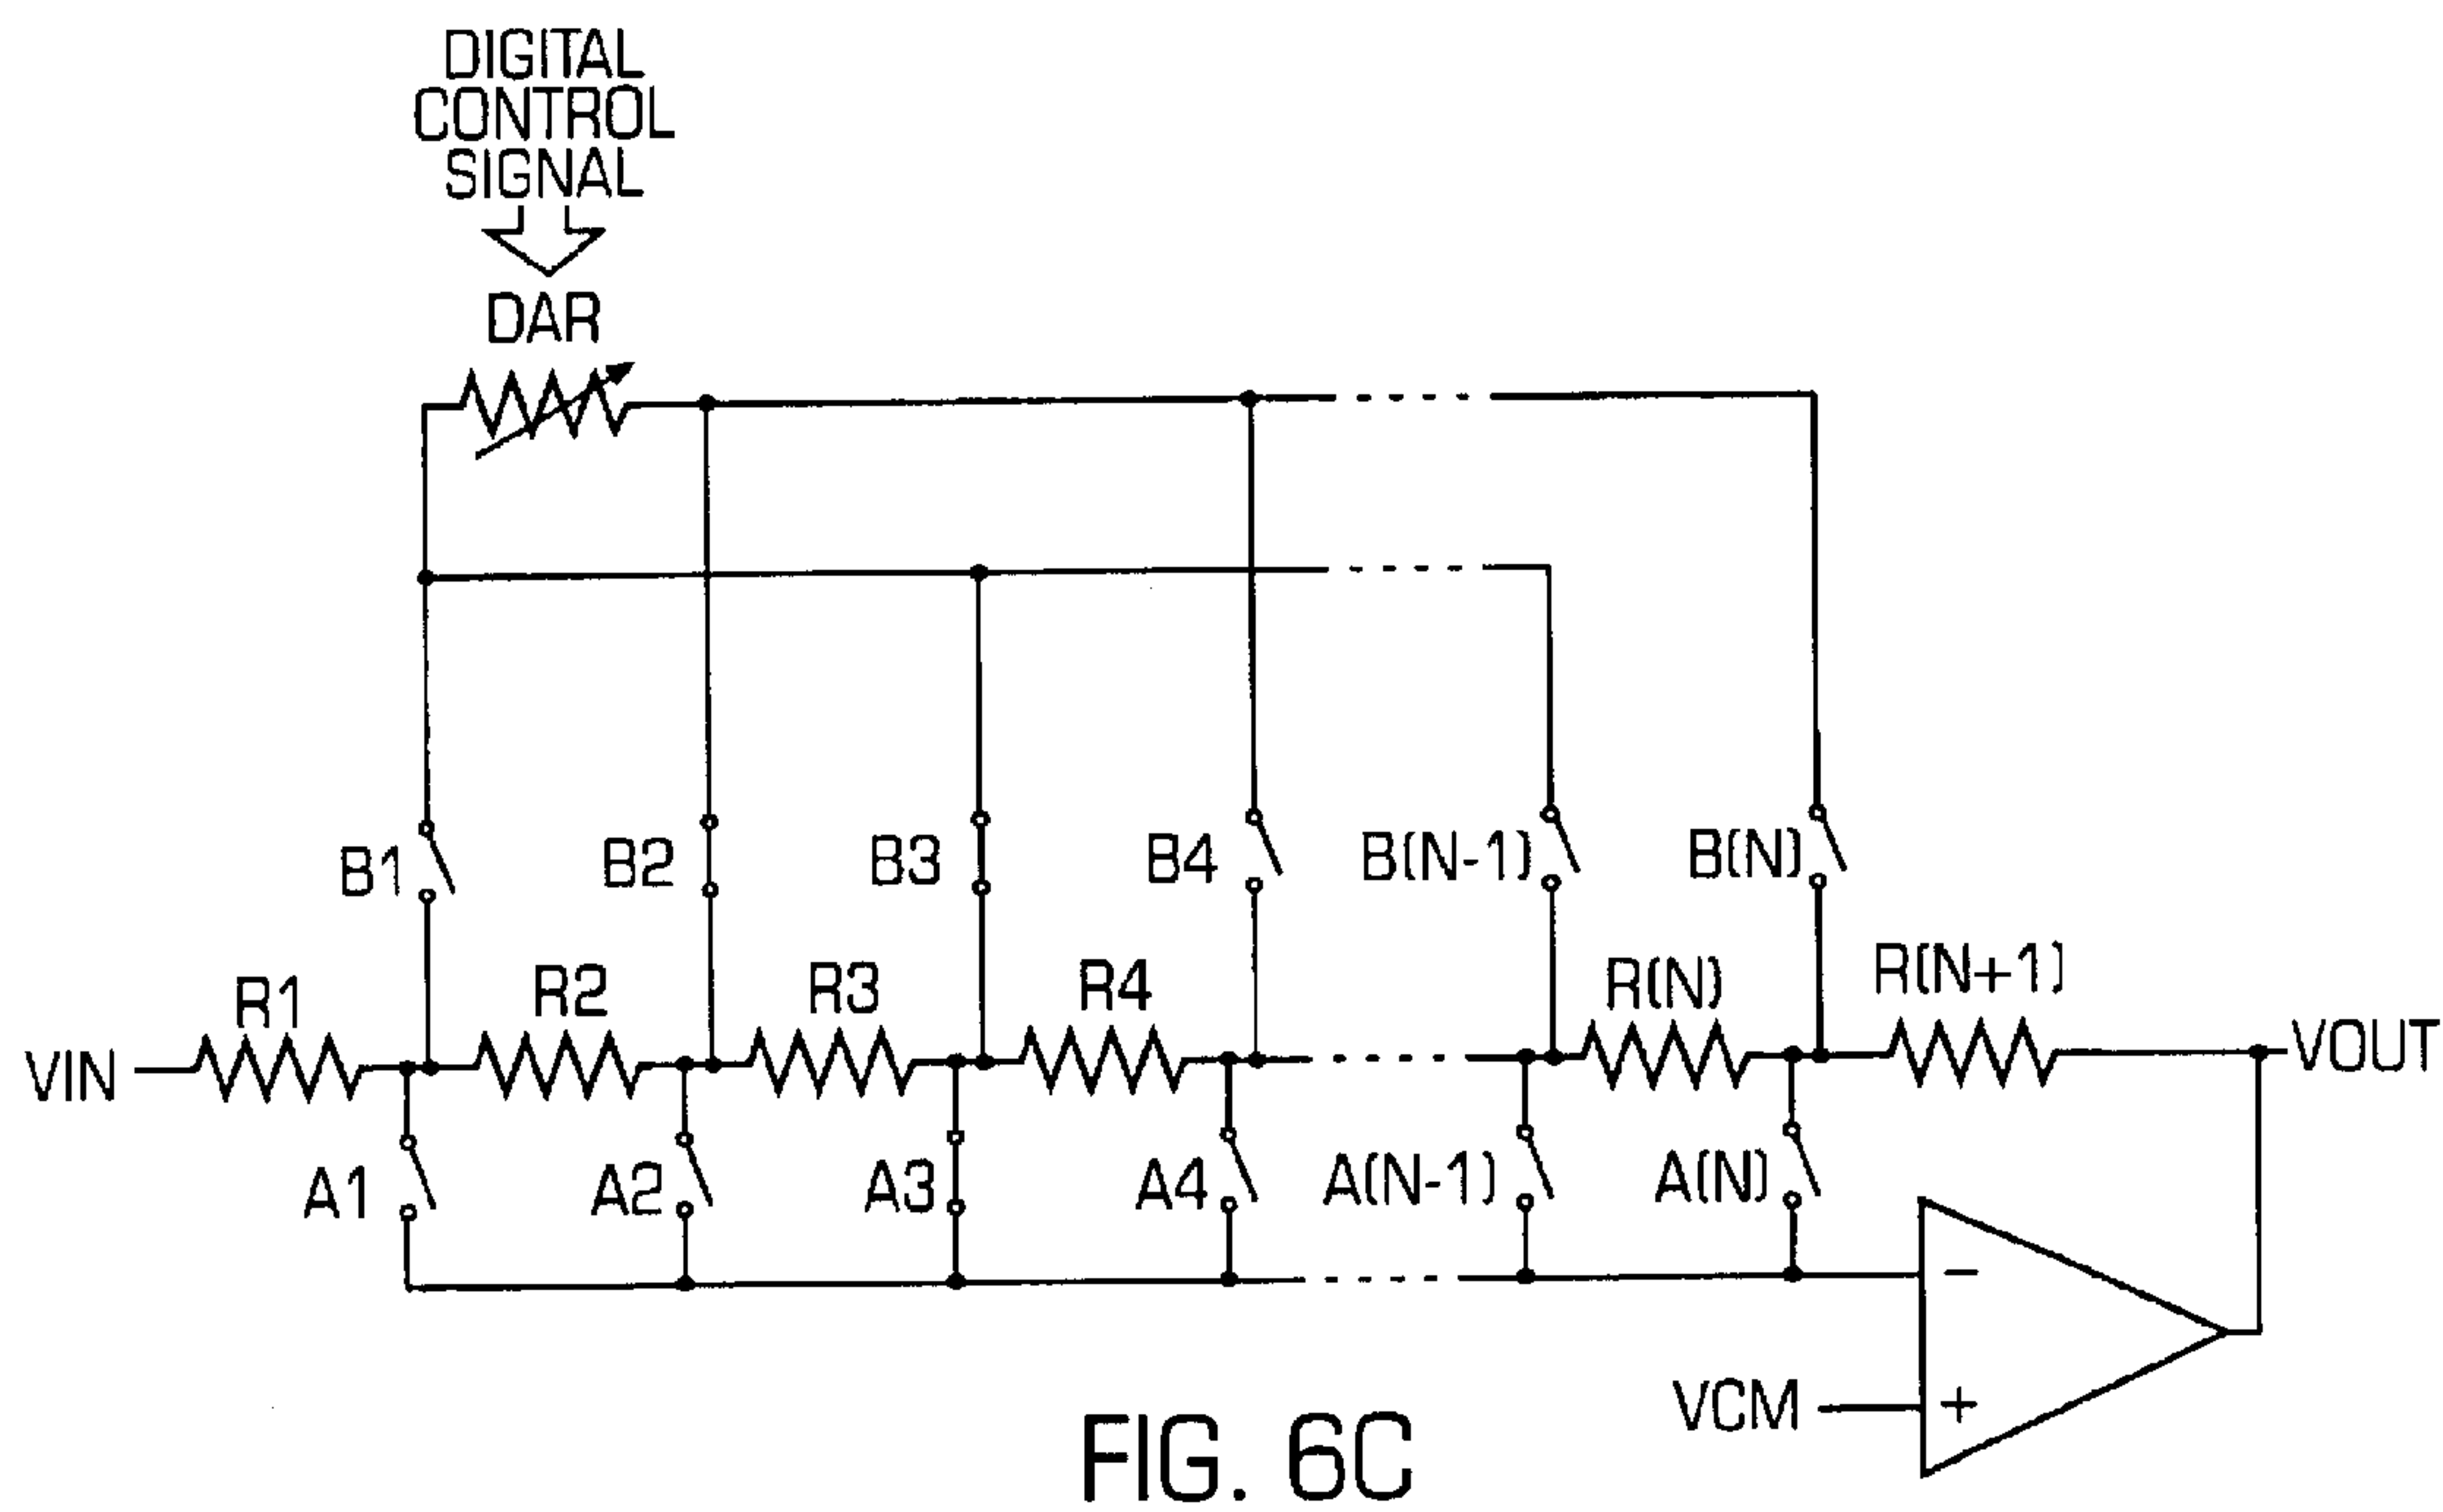 DIGITAL
CONTROL
SIGNAL
DAR
B1 B2 B3 B4 B(N-1) B(N)
R1 R2 R3 R4 R(N) R(N+1)
VIN VOUT
A1 A2 A3 A4 A(N-1) A(N)
−
VCM +
FIG. 6C